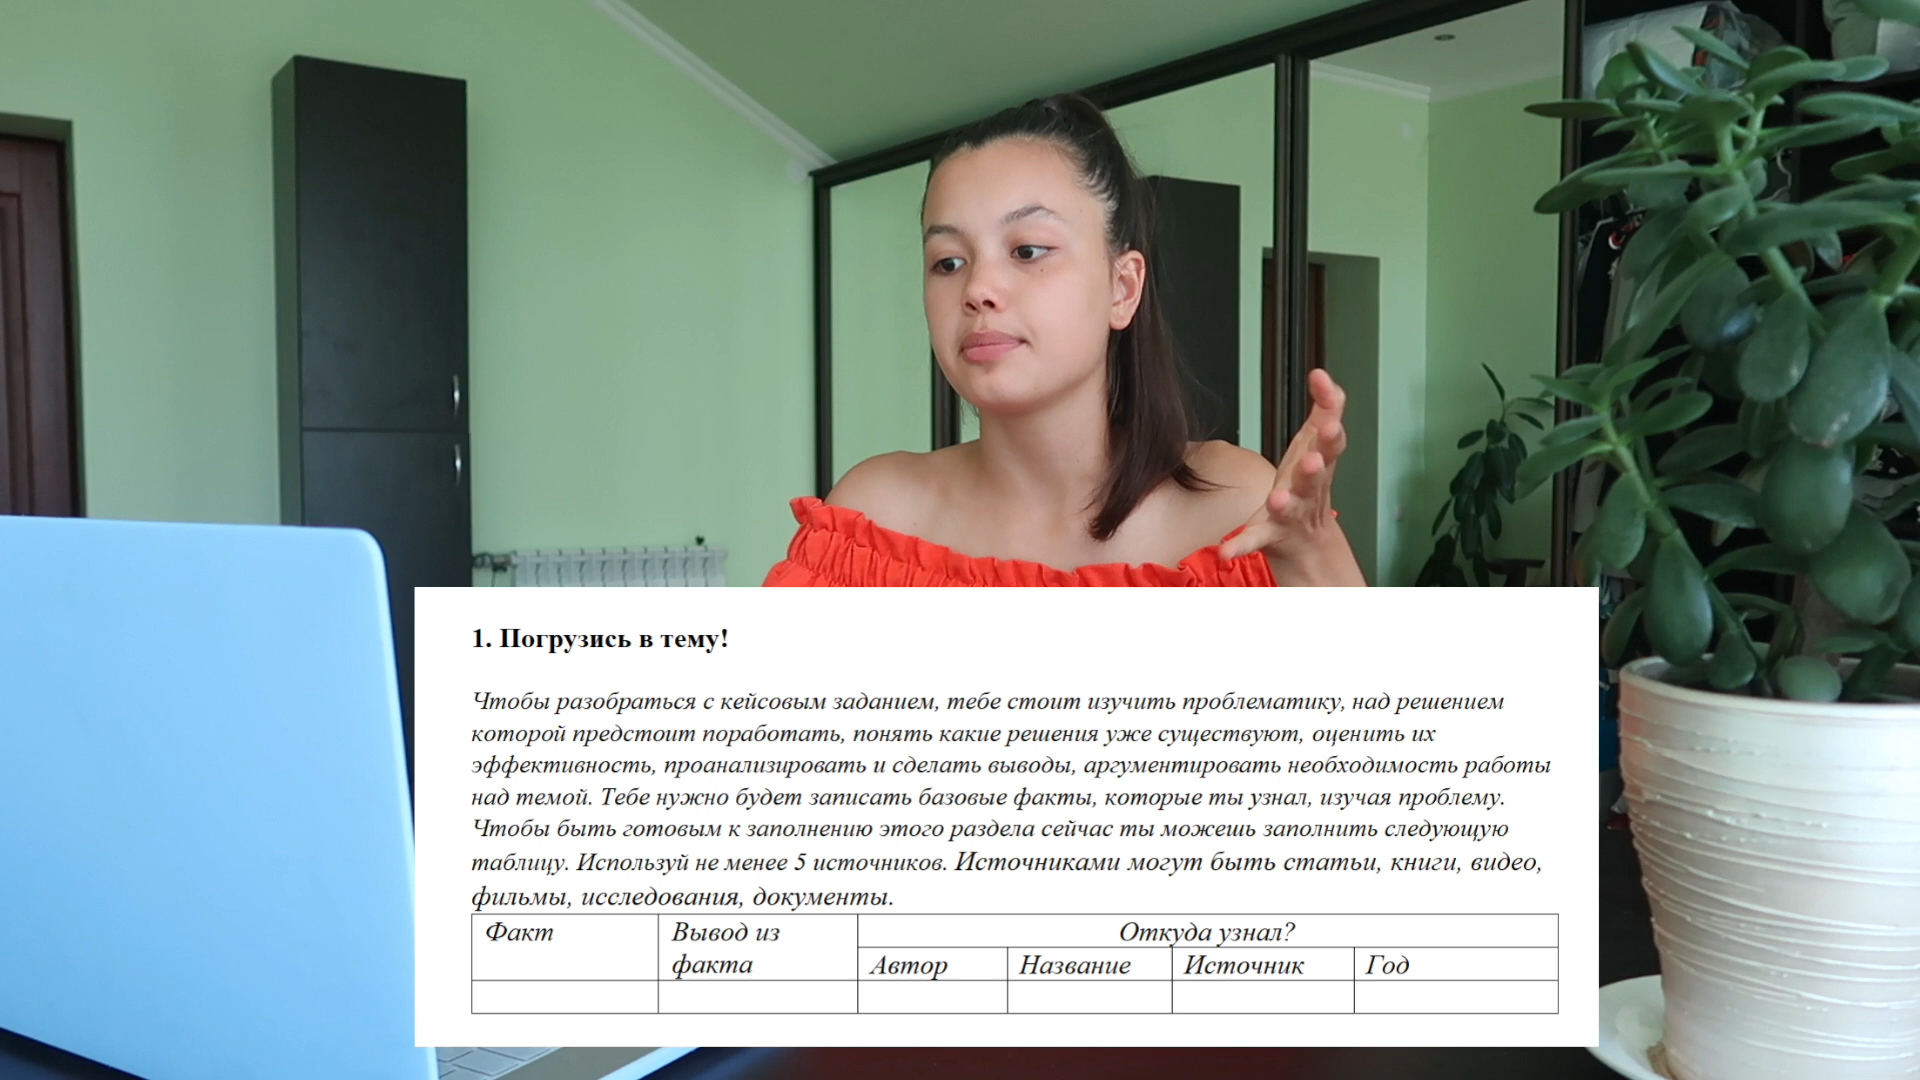 1. Погрузись в тему!
Чтобы разобраться с кейсовым заданием, тебе стоит изучить проблематику, над решением
которой предстоит поработать, понять какие решения уже существуют, оценить их
эффективность, проанализировать и сделать выводы, аргументировать необходимость работы
над темой. Тебе нужно будет записать базовые факты, которые ты узнал, изучая проблему.
Чтобы быть готовым к заполнению этого раздела сейчас ты можешь заполнить следующую
таблицу. Используй не менее 5 источников. Источниками могут быть статьи, книги, видео,
фильмы, исследования, документы.
Факт
Вывод из
факта
Откуда узнал?
Автор
Название
Источник
Год